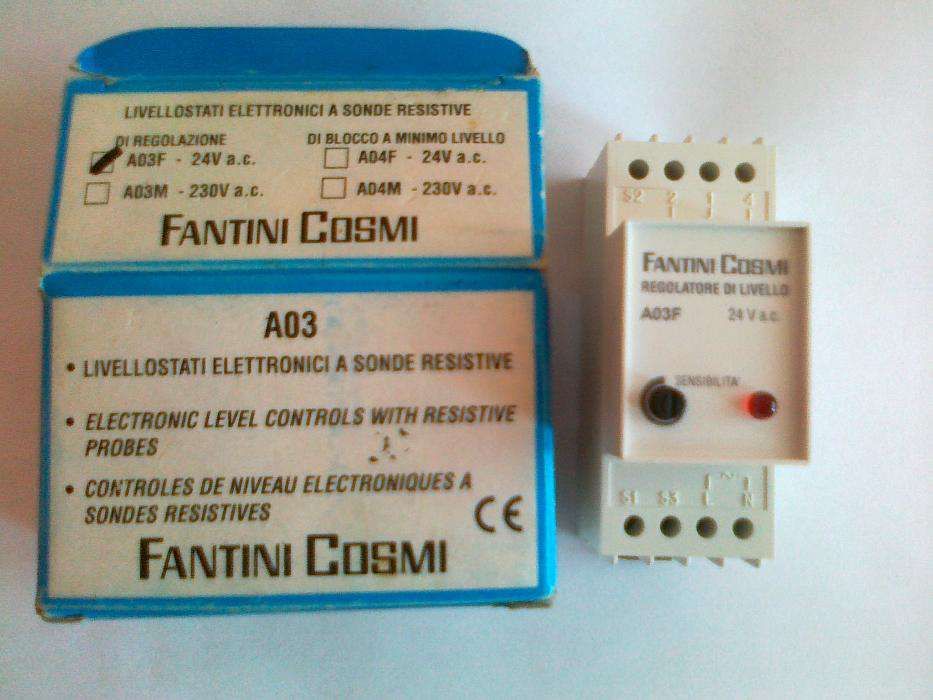 LIVELLOSTATI ELETTRONICI A SONDE RESISTIVE
DI REGOLAZIONE
DI BLOCCO A MINIMO LIVELLO
A03F - 24V a.c.
A04F - 24V a.c.
A03M - 230V a.c.
A04M - 230V a.c.
FANTINI COSMI
A03
• LIVELLOSTATI ELETTRONICI A SONDE RESISTIVE
• ELECTRONIC LEVEL CONTROLS WITH RESISTIVE
PROBES
• CONTROLES DE NIVEAU ELECTRONIQUES A
SONDES RESISTIVES
CE
FANTINI COSMI
S2 2 1 4
FANTINI COSMI
REGOLATORE DI LIVELLO
A03F 24 V a.c.
SENSIBILITA'
~
S1 S3 L N